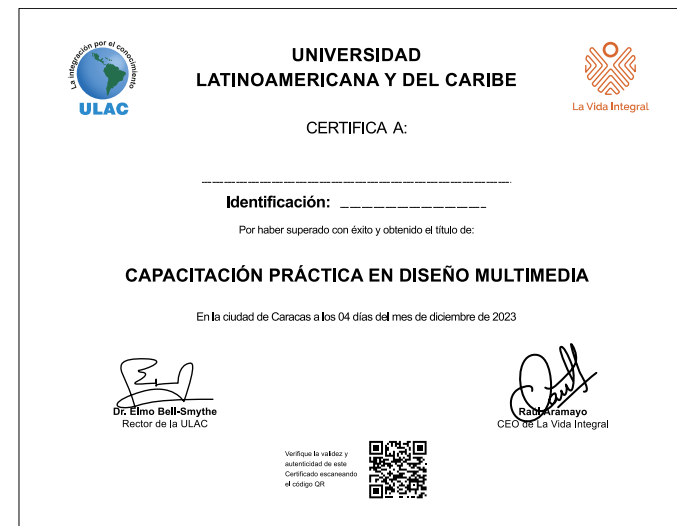 La integración por el conocimiento
ULAC
UNIVERSIDAD
LATINOAMERICANA Y DEL CARIBE
La Vida Integral
CERTIFICA A:
Identificación:
Por haber superado con éxito y obtenido el título de:
CAPACITACIÓN PRÁCTICA EN DISEÑO MULTIMEDIA
En la ciudad de Caracas a los 04 días del mes de diciembre de 2023
Dr. Elmo Bell-Smythe
Rector de la ULAC
Raúl Aramayo
CEO de La Vida Integral
Verifique la validez y
autenticidad de este
Certificado escaneando
el código QR